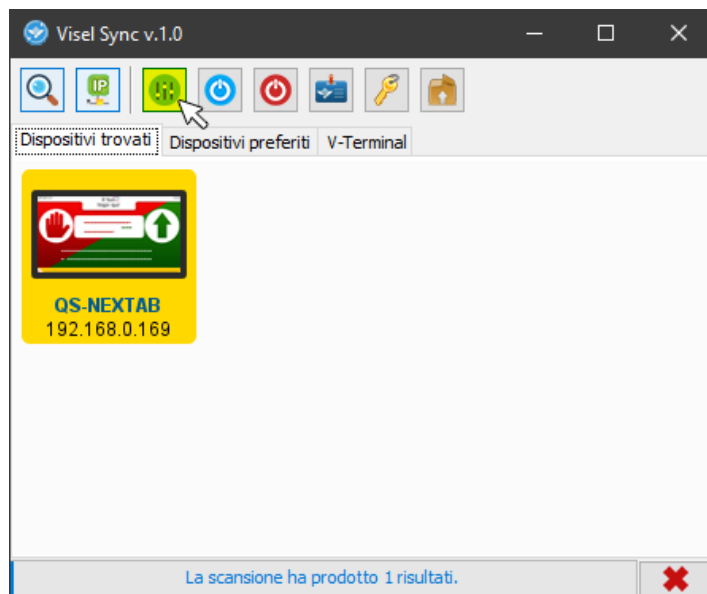 Visel Sync v.1.0
IP
Dispositivi trovati Dispositivi preferiti V-Terminal
QS-NEXTAB
192.168.0.169
La scansione ha prodotto 1 risultati.